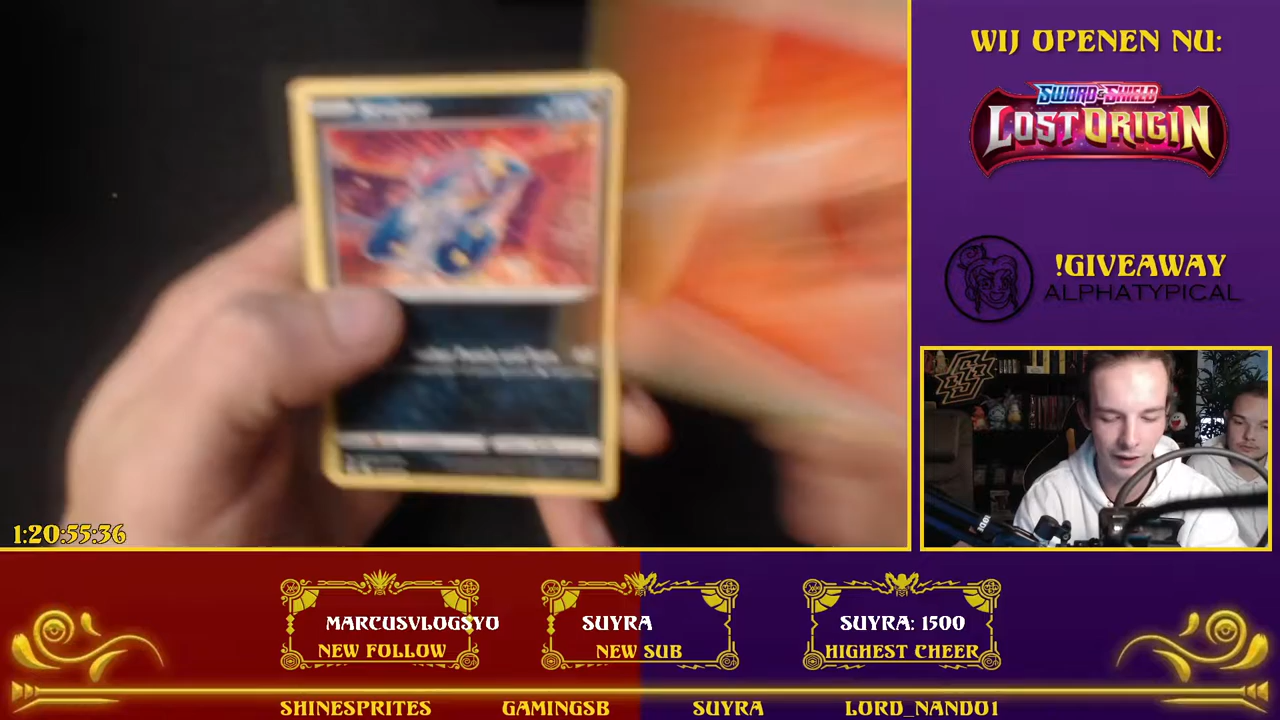 WIJ OPENEN NU:
SWORD & SHIELD
LOST ORIGIN
!GIVEAWAY
ALPHATYPICAL
1:20:55:36
MARCUSVLOGSYO
NEW FOLLOW
SUYRA
NEW SUB
SUYRA: 1500
HIGHEST CHEER
SHINESPRITES
GAMINGSB
SUYRA
LORD_NANDO1